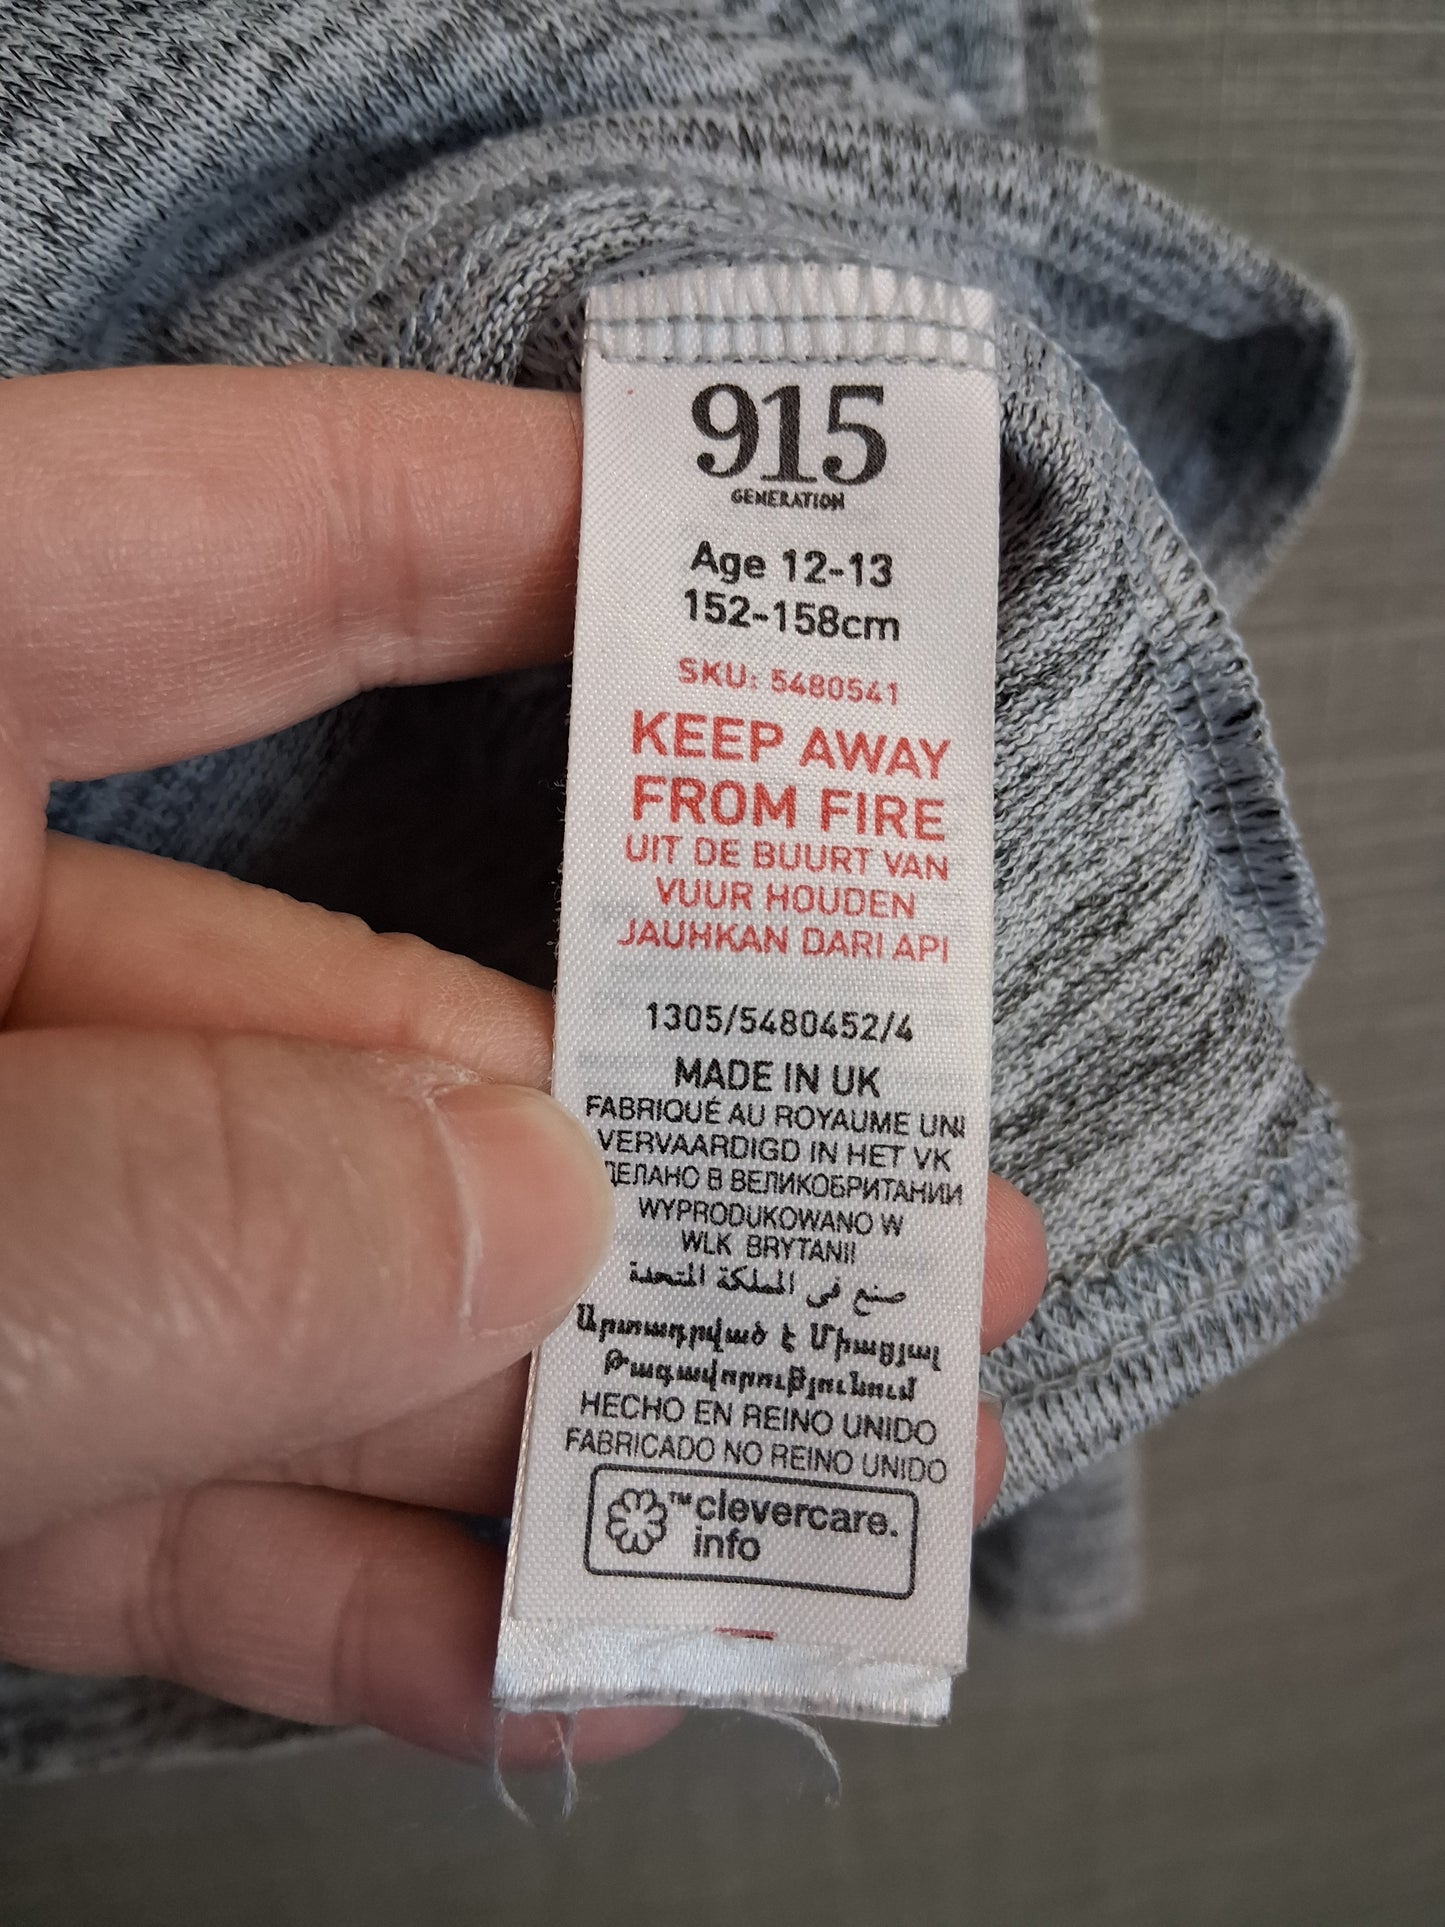 915
GENERATION
Age 12-13
152-158cm
SKU: 5480541
KEEP AWAY
FROM FIRE
UIT DE BUURT VAN
VUUR HOUDEN
JAUHKAN DARI API
1305/5480452/4
MADE IN UK
FABRIQUÉ AU ROYAUME UNI
VERVAARDIGD IN HET VK
ДЕЛАНО В ВЕЛИКОБРИТАНИИ
WYPRODUKOWANO W
WLK BRYTANII
صنع في المملكة المتحدة
Արտադրված է Միացյալ
Թագավորությունում
HECHO EN REINO UNIDO
FABRICADO NO REINO UNIDO
™clevercare.
info